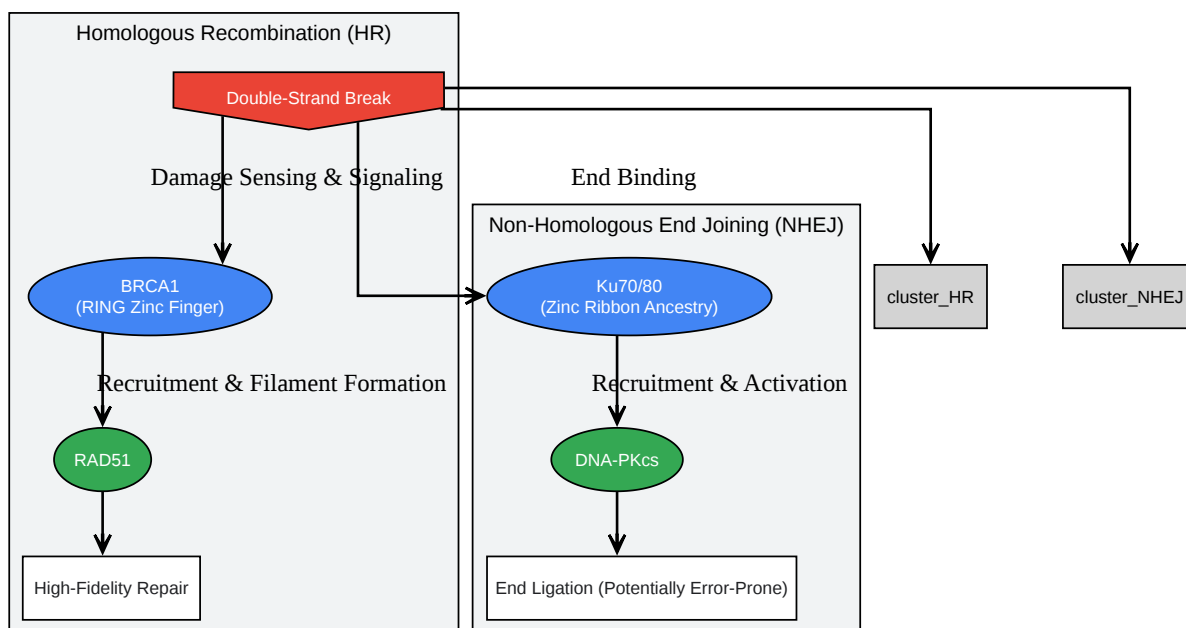 Homologous Recombination (HR)
Double-Strand Break
Damage Sensing & Signaling
End Binding
Non-Homologous End Joining (NHEJ)
BRCA1
(RING Zinc Finger)
Ku70/80
(Zinc Ribbon Ancestry)
cluster_HR
cluster_NHEJ
Recruitment & Filament Formation
Recruitment & Activation
RAD51
DNA-PKcs
High-Fidelity Repair
End Ligation (Potentially Error-Prone)